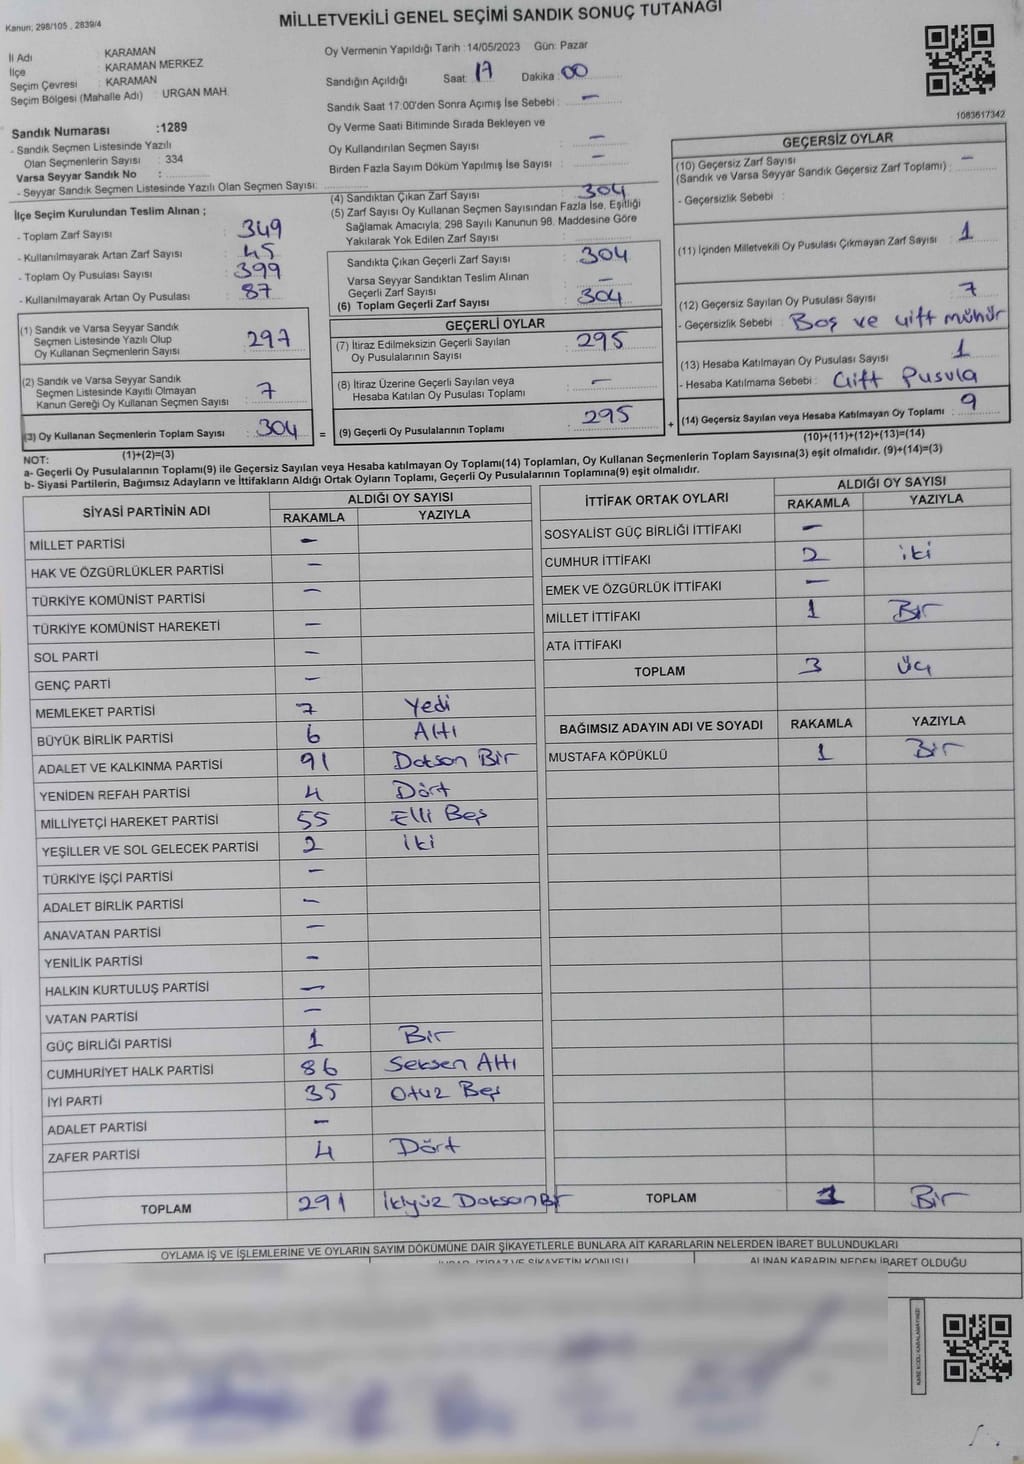 MİLLETVEKİLİ GENEL SEÇİMİ SANDIK SONUÇ TUTANAĞI
Kanun; 298/105 , 2839/4
İl Adı : KARAMAN
İlçe : KARAMAN MERKEZ
Seçim Çevresi : KARAMAN
Seçim Bölgesi (Mahalle Adı) : URGAN MAH.
Sandık Numarası :1289
- Sandık Seçmen Listesinde Yazılı
Olan Seçmenlerin Sayısı : 334
Varsa Seyyar Sandık No :
- Seyyar Sandık Seçmen Listesinde Yazılı Olan Seçmen Sayısı:
Oy Vermenin Yapıldığı Tarih :14/05/2023 Gün: Pazar
Sandığın Açıldığı Saat: 17 Dakika : 00
Sandık Saat 17:00'den Sonra Açımış İse Sebebi : -
Oy Verme Saati Bitiminde Sırada Bekleyen ve
Oy Kullandırılan Seçmen Sayısı : -
Birden Fazla Sayım Döküm Yapılmış İse Sayısı : -
1083617342
İlçe Seçim Kurulundan Teslim Alınan ;
- Toplam Zarf Sayısı : 349
- Kullanılmayarak Artan Zarf Sayısı : 45
- Toplam Oy Pusulası Sayısı : 399
- Kullanılmayarak Artan Oy Pusulası : 87
(1) Sandık ve Varsa Seyyar Sandık
Seçmen Listesinde Yazılı Olup
Oy Kullanan Seçmenlerin Sayısı : 297
(2) Sandık ve Varsa Seyyar Sandık
Seçmen Listesinde Kayıtlı Olmayan
Kanun Gereği Oy Kullanan Seçmen Sayısı : 7
(3) Oy Kullanan Seçmenlerin Toplam Sayısı : 304
(1)+(2)=(3)
(4) Sandıktan Çıkan Zarf Sayısı : 304
(5) Zarf Sayısı Oy Kullanan Seçmen Sayısından Fazla İse, Eşitliği
Sağlamak Amacıyla; 298 Sayılı Kanunun 98. Maddesine Göre
Yakılarak Yok Edilen Zarf Sayısı :
Sandıkta Çıkan Geçerli Zarf Sayısı : 304
Varsa Seyyar Sandıktan Teslim Alınan
Geçerli Zarf Sayısı : -
(6) Toplam Geçerli Zarf Sayısı : 304
GEÇERLİ OYLAR
(7) İtiraz Edilmeksizin Geçerli Sayılan
Oy Pusulalarının Sayısı : 295
(8) İtiraz Üzerine Geçerli Sayılan veya
Hesaba Katılan Oy Pusulası Toplamı : -
= (9) Geçerli Oy Pusulalarının Toplamı : 295
GEÇERSİZ OYLAR
(10) Geçersiz Zarf Sayısı
(Sandık ve Varsa Seyyar Sandık Geçersiz Zarf Toplamı) : -
- Geçersizlik Sebebi :
(11) İçinden Milletvekili Oy Pusulası Çıkmayan Zarf Sayısı : 1
(12) Geçersiz Sayılan Oy Pusulası Sayısı : 7
- Geçersizlik Sebebi : Boş ve çift mühür
(13) Hesaba Katılmayan Oy Pusulası Sayısı : 1
- Hesaba Katılmama Sebebi : Çift Pusula
+ (14) Geçersiz Sayılan veya Hesaba Katılmayan Oy Toplamı : 9
(10)+(11)+(12)+(13)=(14)
NOT:
a- Geçerli Oy Pusulalarının Toplamı(9) ile Geçersiz Sayılan veya Hesaba katılmayan Oy Toplamı(14) Toplamları, Oy Kullanan Seçmenlerin Toplam Sayısına(3) eşit olmalıdır. (9)+(14)=(3)
b- Siyasi Partilerin, Bağımsız Adayların ve İttifakların Aldığı Ortak Oyların Toplamı, Geçerli Oy Pusulalarının Toplamına(9) eşit olmalıdır.
SİYASİ PARTİNİN ADI ALDIĞI OY SAYISI
RAKAMLA YAZIYLA
MİLLET PARTİSİ -
HAK VE ÖZGÜRLÜKLER PARTİSİ -
TÜRKİYE KOMÜNİST PARTİSİ -
TÜRKİYE KOMÜNİST HAREKETİ -
SOL PARTİ -
GENÇ PARTİ -
MEMLEKET PARTİSİ 7 Yedi
BÜYÜK BİRLİK PARTİSİ 6 Altı
ADALET VE KALKINMA PARTİSİ 91 Doksan Bir
YENİDEN REFAH PARTİSİ 4 Dört
MİLLİYETÇİ HAREKET PARTİSİ 55 Elli Beş
YEŞİLLER VE SOL GELECEK PARTİSİ 2 iki
TÜRKİYE İŞÇİ PARTİSİ -
ADALET BİRLİK PARTİSİ -
ANAVATAN PARTİSİ -
YENİLİK PARTİSİ -
HALKIN KURTULUŞ PARTİSİ -
VATAN PARTİSİ -
GÜÇ BİRLİĞİ PARTİSİ 1 Bir
CUMHURİYET HALK PARTİSİ 86 Seksen Altı
İYİ PARTİ 35 Otuz Beş
ADALET PARTİSİ -
ZAFER PARTİSİ 4 Dört
TOPLAM 291 İkiyüz Doksan Bir
İTTİFAK ORTAK OYLARI ALDIĞI OY SAYISI
RAKAMLA YAZIYLA
SOSYALİST GÜÇ BİRLİĞİ İTTİFAKI -
CUMHUR İTTİFAKI 2 iki
EMEK VE ÖZGÜRLÜK İTTİFAKI -
MİLLET İTTİFAKI 1 Bir
ATA İTTİFAKI
TOPLAM 3 Üç
BAĞIMSIZ ADAYIN ADI VE SOYADI RAKAMLA YAZIYLA
MUSTAFA KÖPÜKLÜ 1 Bir
TOPLAM 1 Bir
OYLAMA İŞ VE İŞLEMLERİNE VE OYLARIN SAYIM DÖKÜMÜNE DAİR ŞİKAYETLERLE BUNLARA AİT KARARLARIN NELERDEN İBARET BULUNDUKLARI
İTİRAZ VE ŞİKAYETİN KONUSU ALINAN KARARIN NEDEN İBARET OLDUĞU
KARE KODU KARALAMAYINIZ!